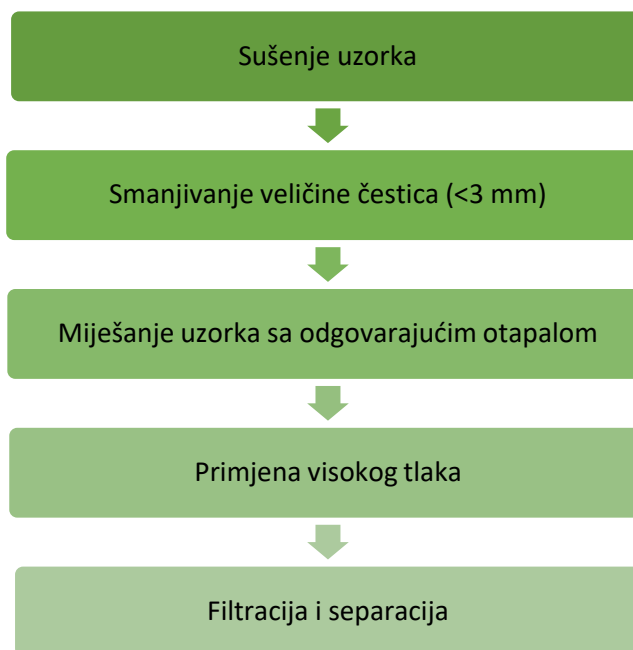 Sušenje uzorka
Smanjivanje veličine čestica (<3 mm)
Miješanje uzorka sa odgovarajućim otapalom
Primjena visokog tlaka
Filtracija i separacija